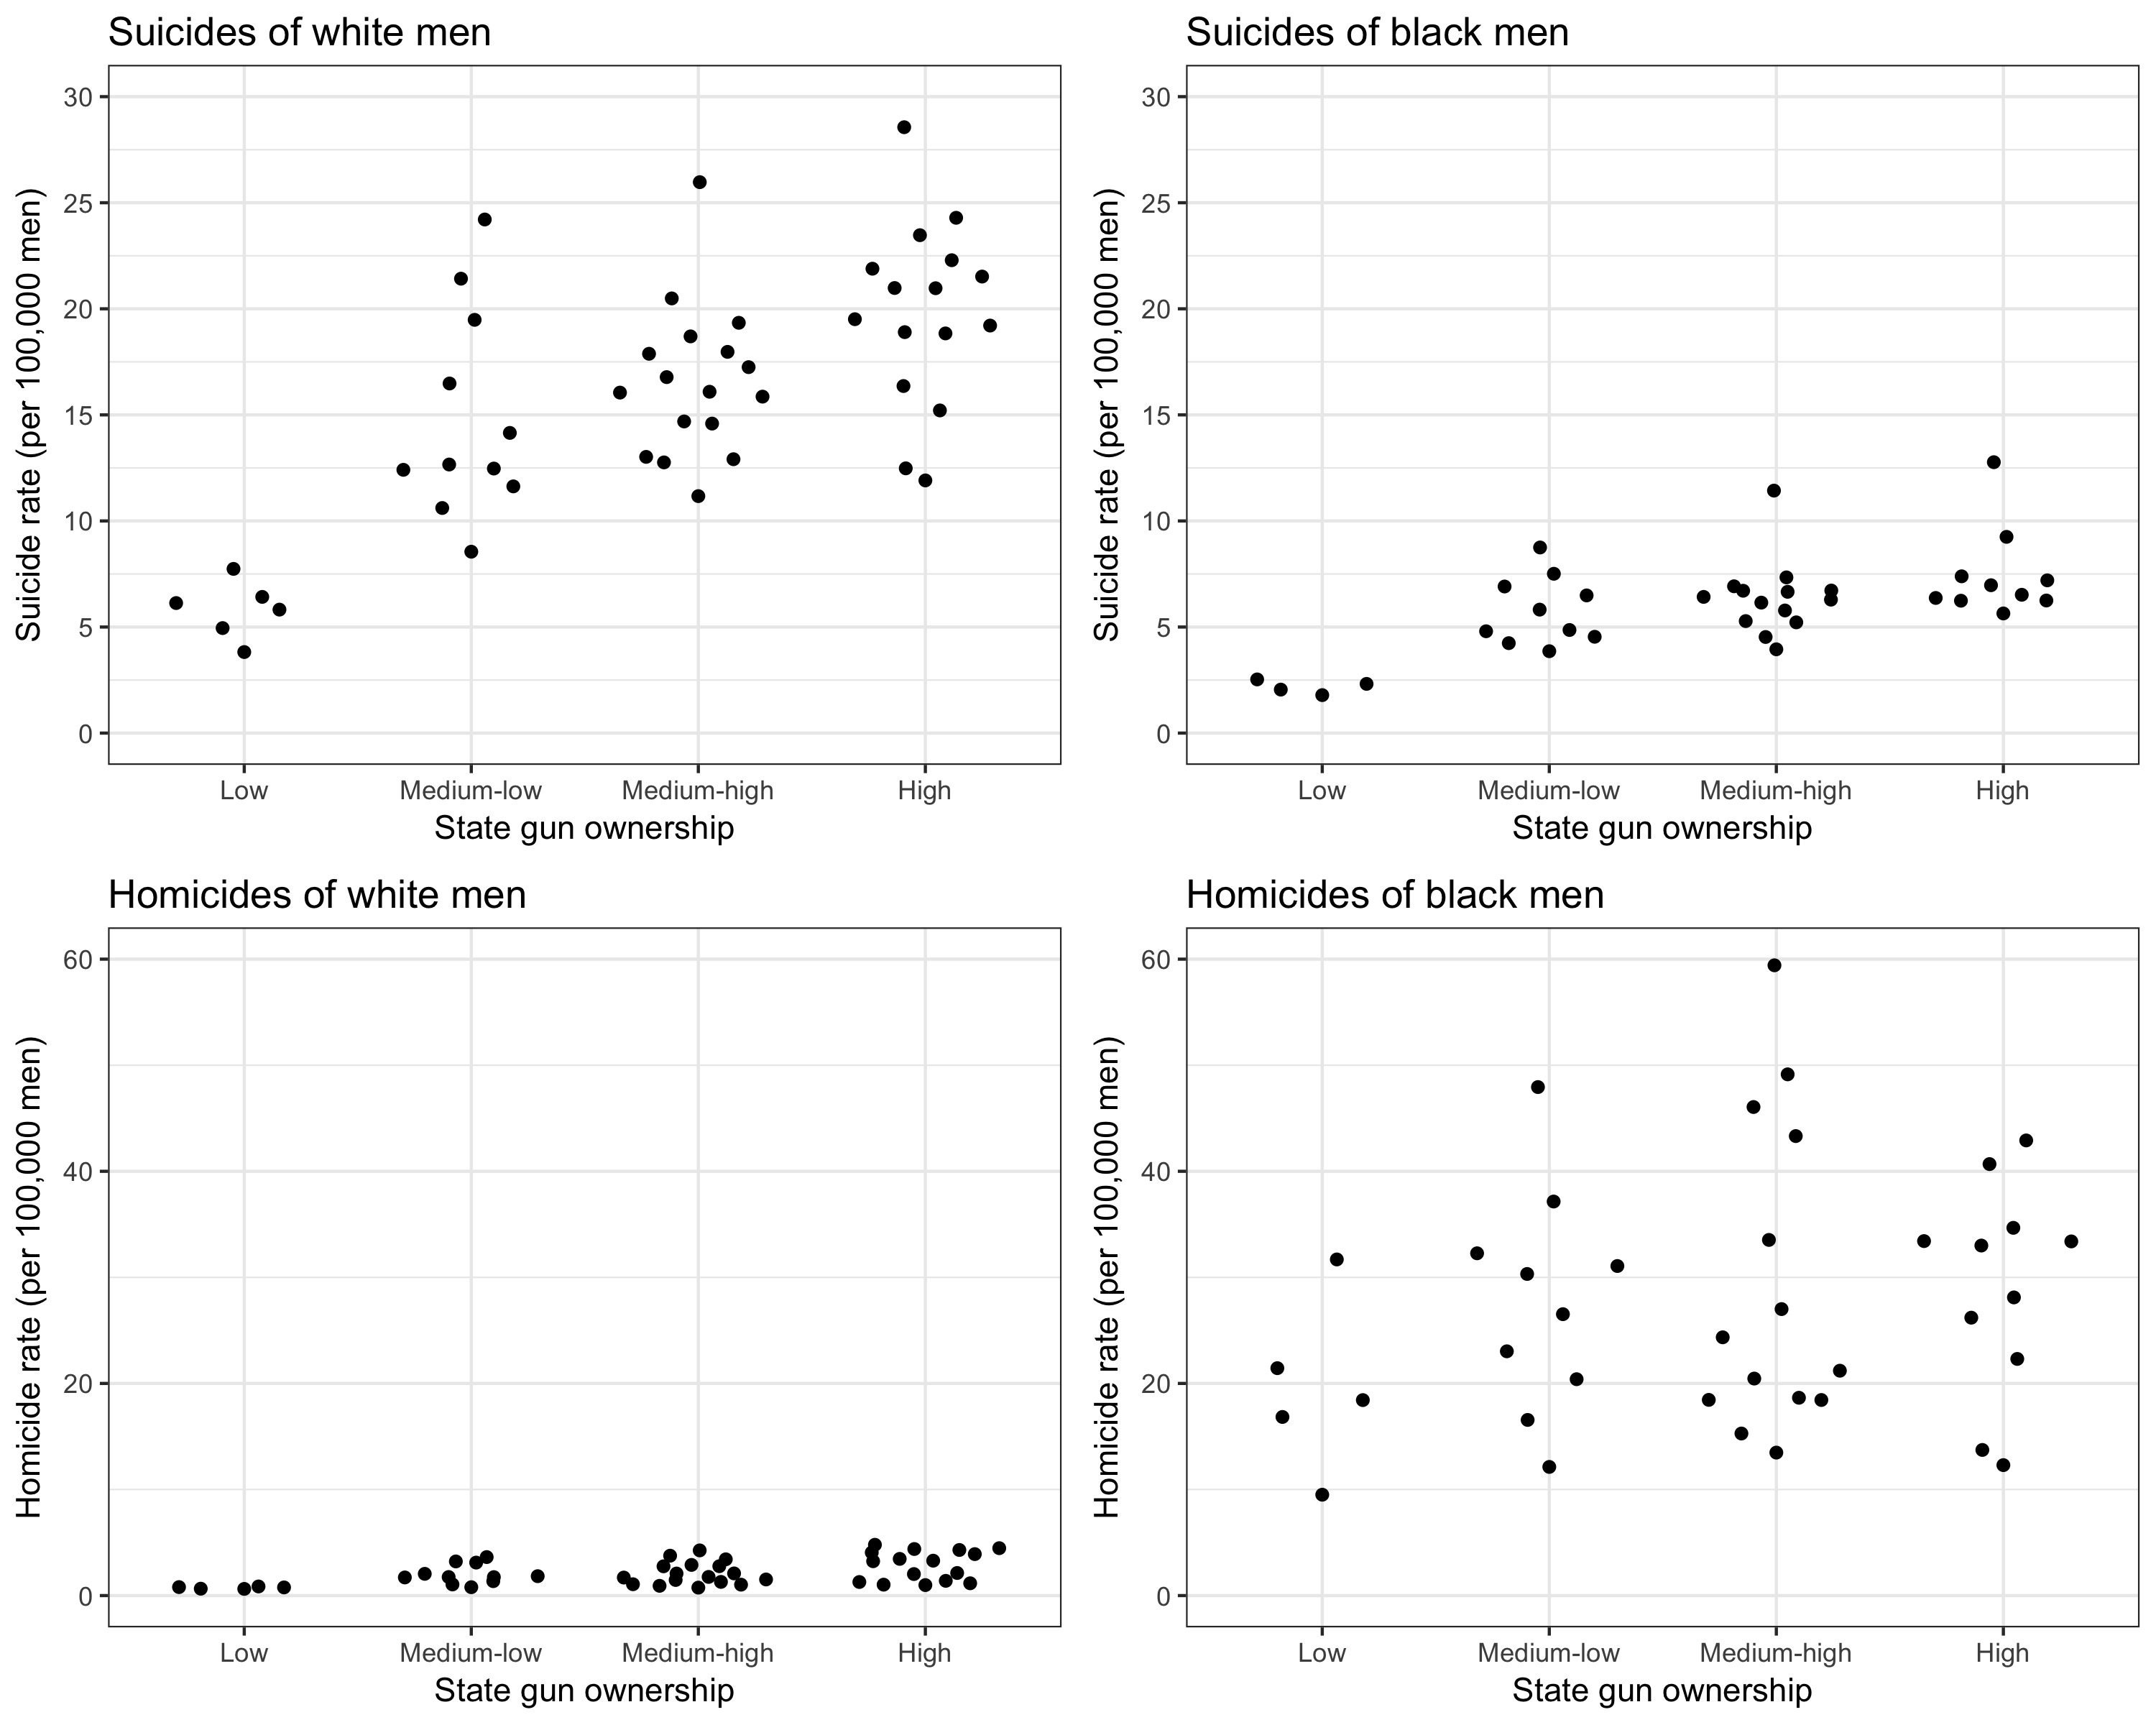 Suicides of white men
Suicide rate (per 100,000 men)
30
25
20
15
10
5
0
Low Medium-low Medium-high High
State gun ownership
Suicides of black men
Suicide rate (per 100,000 men)
30
25
20
15
10
5
0
Low Medium-low Medium-high High
State gun ownership
Homicides of white men
Homicide rate (per 100,000 men)
60
40
20
0
Low Medium-low Medium-high High
State gun ownership
Homicides of black men
Homicide rate (per 100,000 men)
60
40
20
0
Low Medium-low Medium-high High
State gun ownership